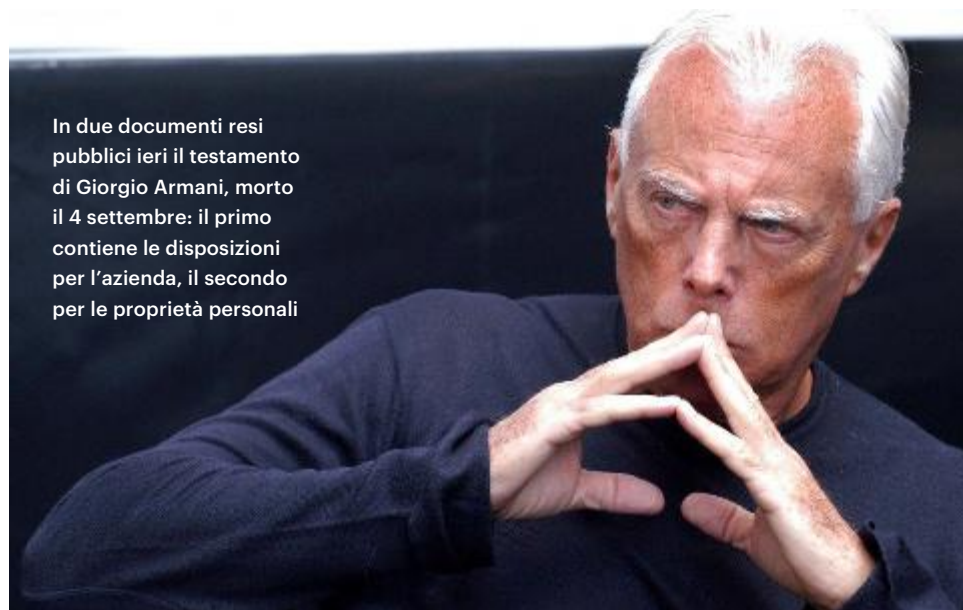 In due documenti resi
pubblici ieri il testamento
di Giorgio Armani, morto
il 4 settembre: il primo
contiene le disposizioni
per l’azienda, il secondo
per le proprietà personali